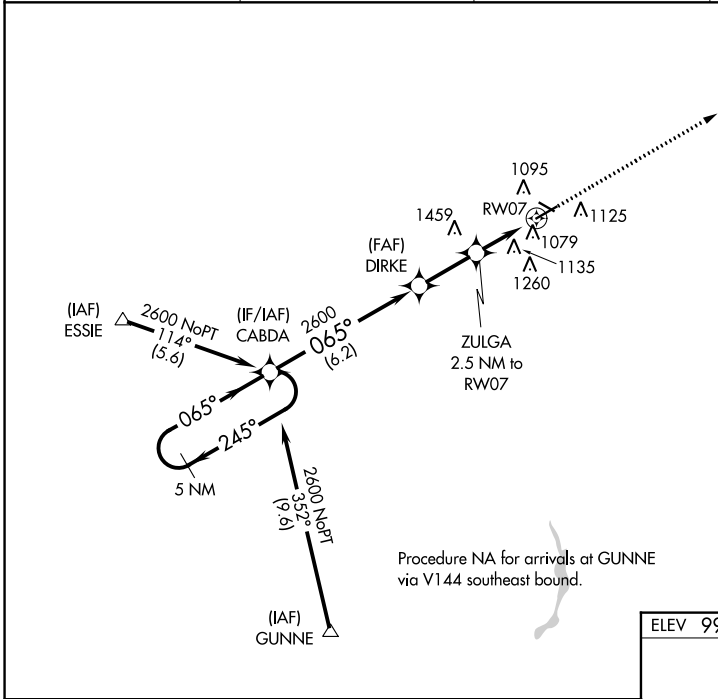 1095
RW07
1459
1125
1079
1135
1260
(FAF)
DIRKE
(IAF)
ESSIE
2600 NoPT
114°
(5.6)
(IF/IAF)
CABDA
2600
065°
(6.2)
ZULGA
2.5 NM to
RW07
065°
245°
5 NM
2600 NoPT
352°
(9.6)
Procedure NA for arrivals at GUNNE
via V144 southeast bound.
(IAF)
GUNNE
ELEV 99